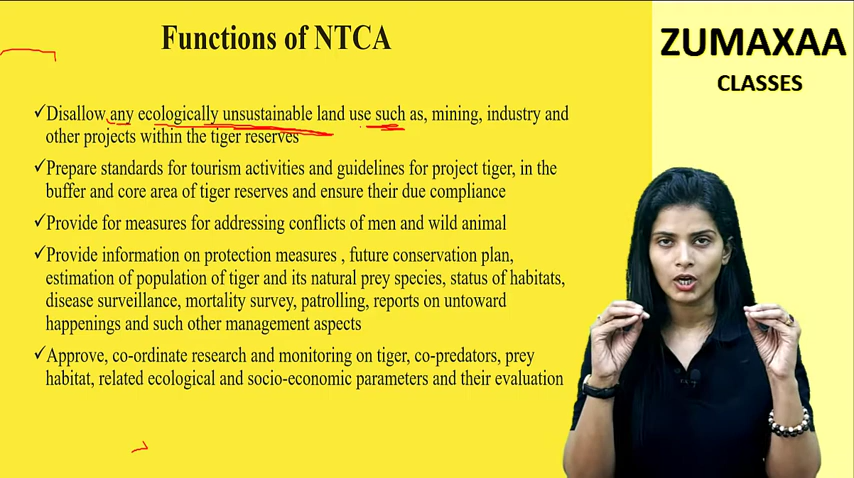 Functions of NTCA
ZUMAXAA
CLASSES
✓Disallow any ecologically unsustainable land use such as, mining, industry and
other projects within the tiger reserves
✓Prepare standards for tourism activities and guidelines for project tiger, in the
buffer and core area of tiger reserves and ensure their due compliance
✓Provide for measures for addressing conflicts of men and wild animal
✓Provide information on protection measures , future conservation plan,
estimation of population of tiger and its natural prey species, status of habitats,
disease surveillance, mortality survey, patrolling, reports on untoward
happenings and such other management aspects
✓Approve, co-ordinate research and monitoring on tiger, co-predators, prey
habitat, related ecological and socio-economic parameters and their evaluation